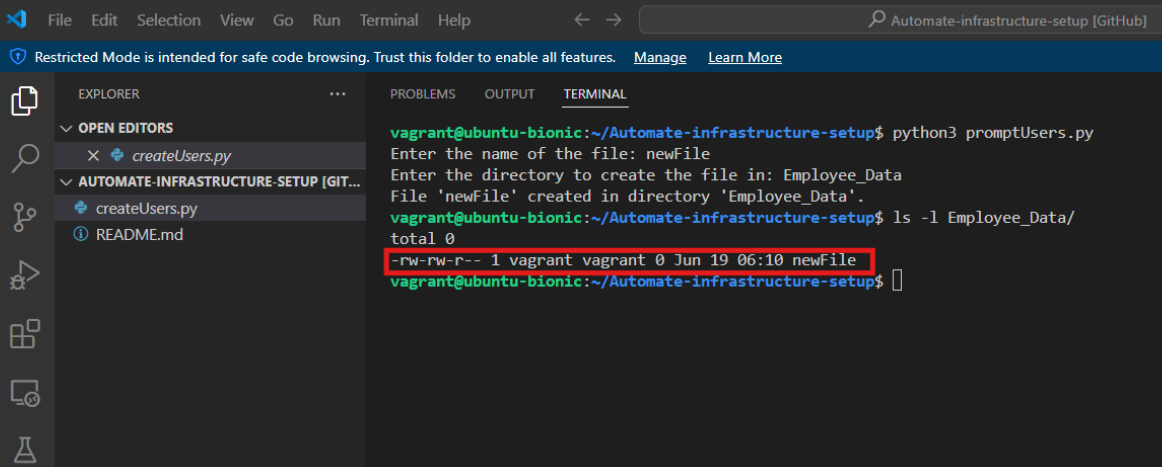 File Edit Selection View Go Run Terminal Help
Automate-infrastructure-setup [GitHub]
Restricted Mode is intended for safe code browsing. Trust this folder to enable all features. Manage Learn More
EXPLORER
OPEN EDITORS
createUsers.py
AUTOMATE-INFRASTRUCTURE-SETUP [GIT...
createUsers.py
README.md
PROBLEMS OUTPUT TERMINAL
vagrant@ubuntu-bionic:~/Automate-infrastructure-setup$ python3 promptUsers.py
Enter the name of the file: newFile
Enter the directory to create the file in: Employee_Data
File 'newFile' created in directory 'Employee_Data'.
vagrant@ubuntu-bionic:~/Automate-infrastructure-setup$ ls -l Employee_Data/
total 0
-rw-rw-r-- 1 vagrant vagrant 0 Jun 19 06:10 newFile
vagrant@ubuntu-bionic:~/Automate-infrastructure-setup$